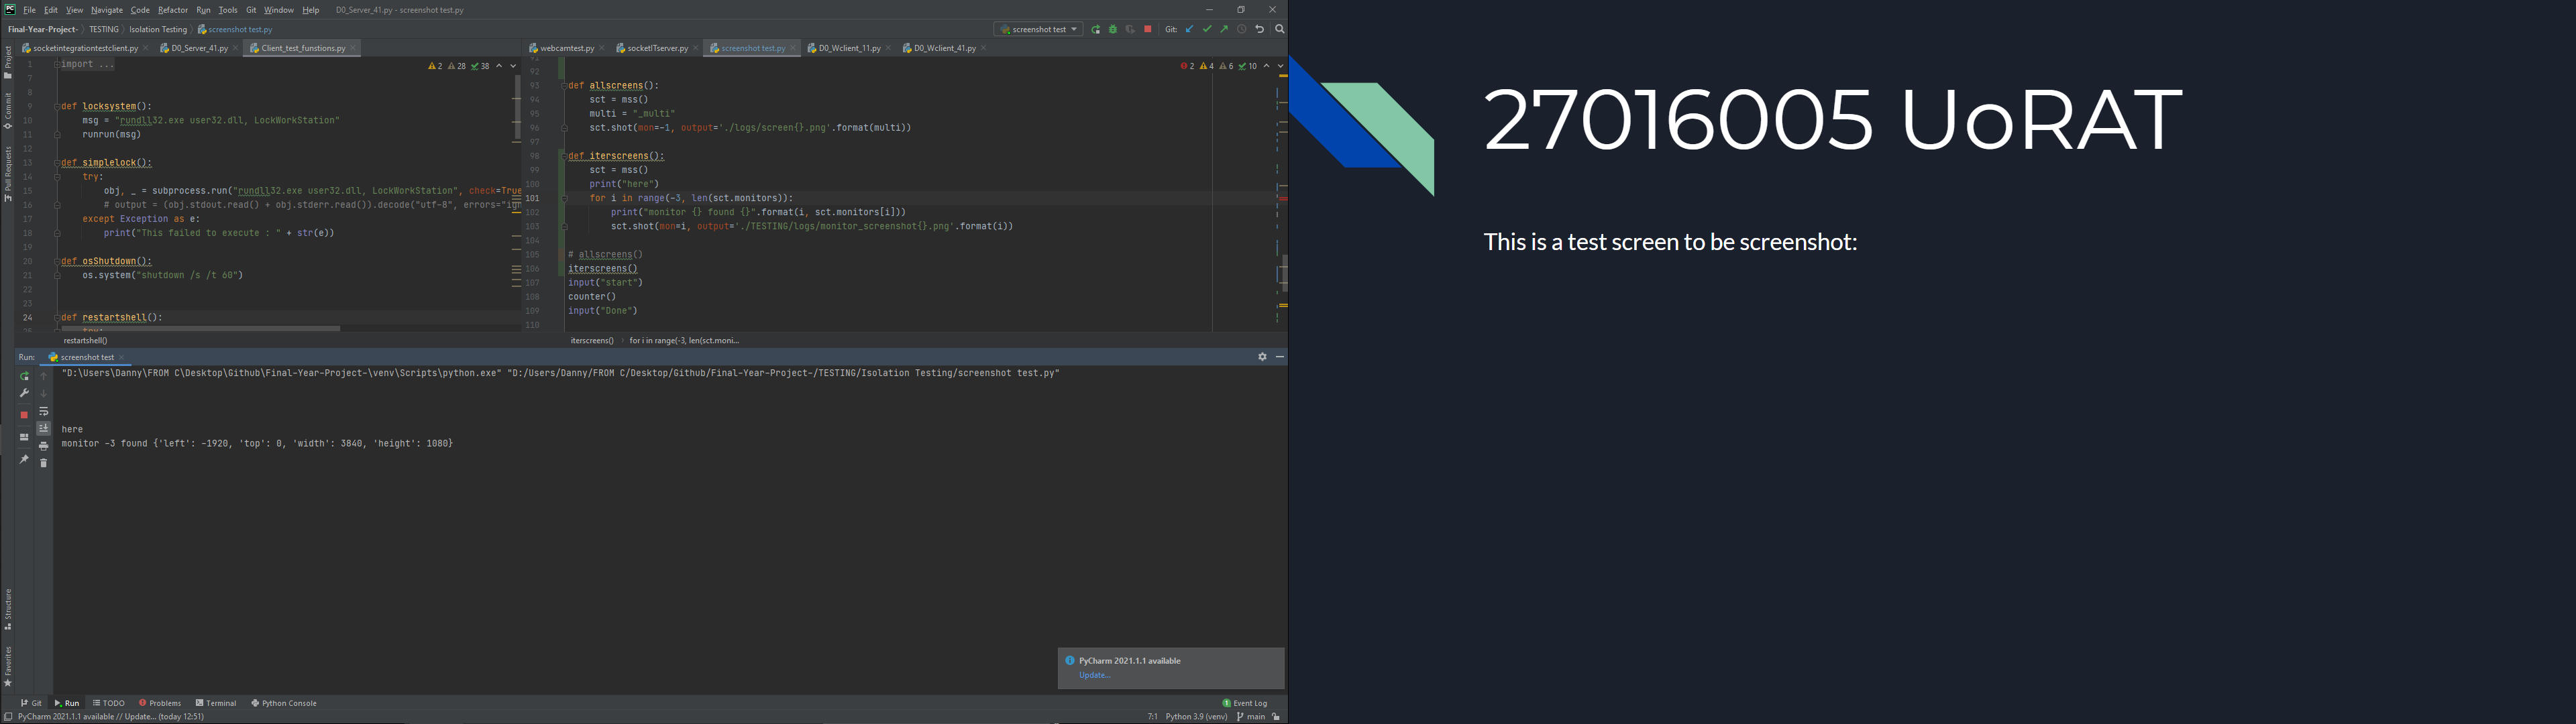 File Edit View Navigate Code Refactor Run Tools Git Window Help D0_Server_41.py - screenshot test.py
Final-Year-Project- TESTING Isolation Testing screenshot test.py
screenshot test Git:
socketintegrationtestclient.py D0_Server_41.py Client_test_funstions.py
webcamtest.py socketITserver.py screenshot test.py D0_Wclient_11.py D0_Wclient_41.py
Project
Commit
Pull Requests
2 28 38
1 import ...
7
8
9 def locksystem():
10 msg = "rundll32.exe user32.dll, LockWorkStation"
11 runrun(msg)
12
13 def simplelock():
14 try:
15 obj, _ = subprocess.run("rundll32.exe user32.dll, LockWorkStation", check=True
16 # output = (obj.stdout.read() + obj.stderr.read()).decode("utf-8", errors="ign
17 except Exception as e:
18 print("This failed to execute : " + str(e))
19
20 def osShutdown():
21 os.system("shutdown /s /t 60")
22
23
24 def restartshell():
restartshell()
2 4 6 10
92
93 def allscreens():
94 sct = mss()
95 multi = "_multi"
96 sct.shot(mon=-1, output='./logs/screen{}.png'.format(multi))
97
98 def iterscreens():
99 sct = mss()
100 print("here")
101 for i in range(-3, len(sct.monitors)):
102 print("monitor {} found {}".format(i, sct.monitors[i]))
103 sct.shot(mon=i, output='./TESTING/logs/monitor_screenshot{}.png'.format(i))
104
105 # allscreens()
106 iterscreens()
107 input("start")
108 counter()
109 input("Done")
110
iterscreens() for i in range(-3, len(sct.moni...
Run: screenshot test
"D:\Users\Danny\FROM C\Desktop\Github\Final-Year-Project-\venv\Scripts\python.exe" "D:/Users/Danny/FROM C/Desktop/Github/Final-Year-Project-/TESTING/Isolation Testing/screenshot test.py"
here
monitor -3 found {'left': -1920, 'top': 0, 'width': 3840, 'height': 1080}
Structure
Favorites
PyCharm 2021.1.1 available
Update...
Git Run TODO Problems Terminal Python Console 1 Event Log
PyCharm 2021.1.1 available // Update... (today 12:51) 7:1 Python 3.9 (venv) main
27016005 UoRAT
This is a test screen to be screenshot: